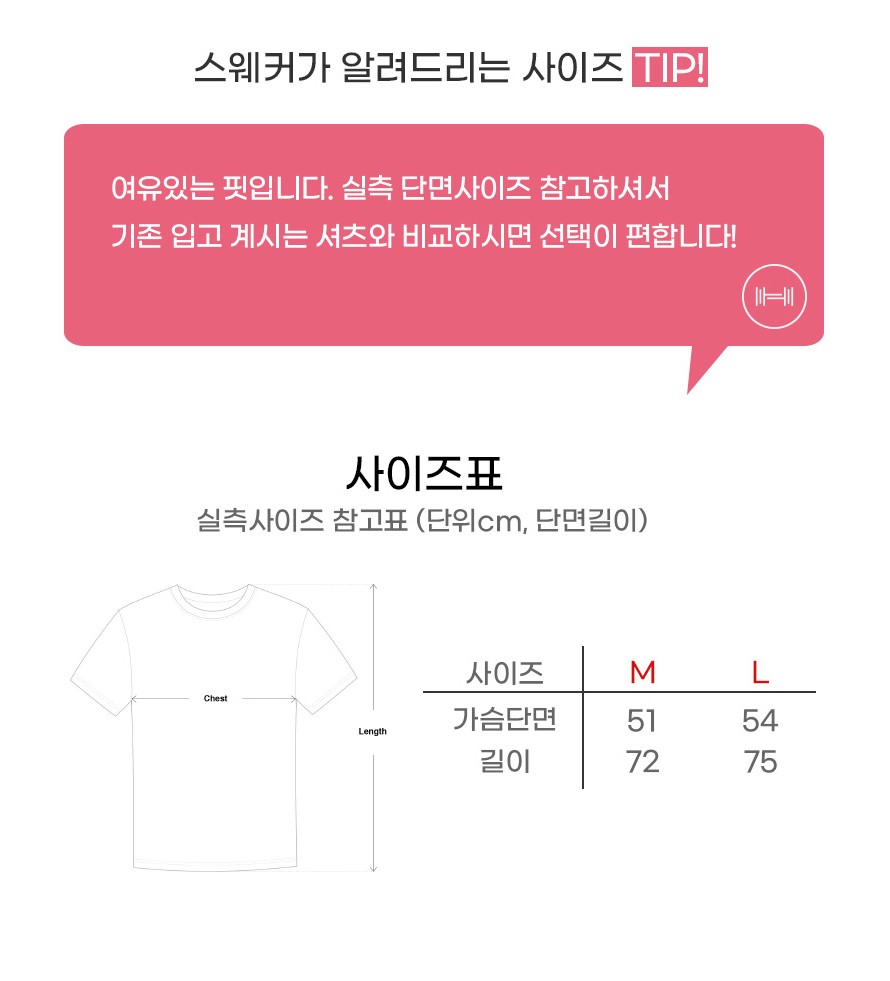 스웨커가 알려드리는 사이즈 TIP!
여유있는 핏입니다. 실측 단면사이즈 참고하셔서
기존 입고 계시는 셔츠와 비교하시면 선택이 편합니다!
사이즈표
실측사이즈 참고표 (단위cm, 단면길이)
Chest
Length
사이즈 M L
가슴단면 51 54
길이 72 75